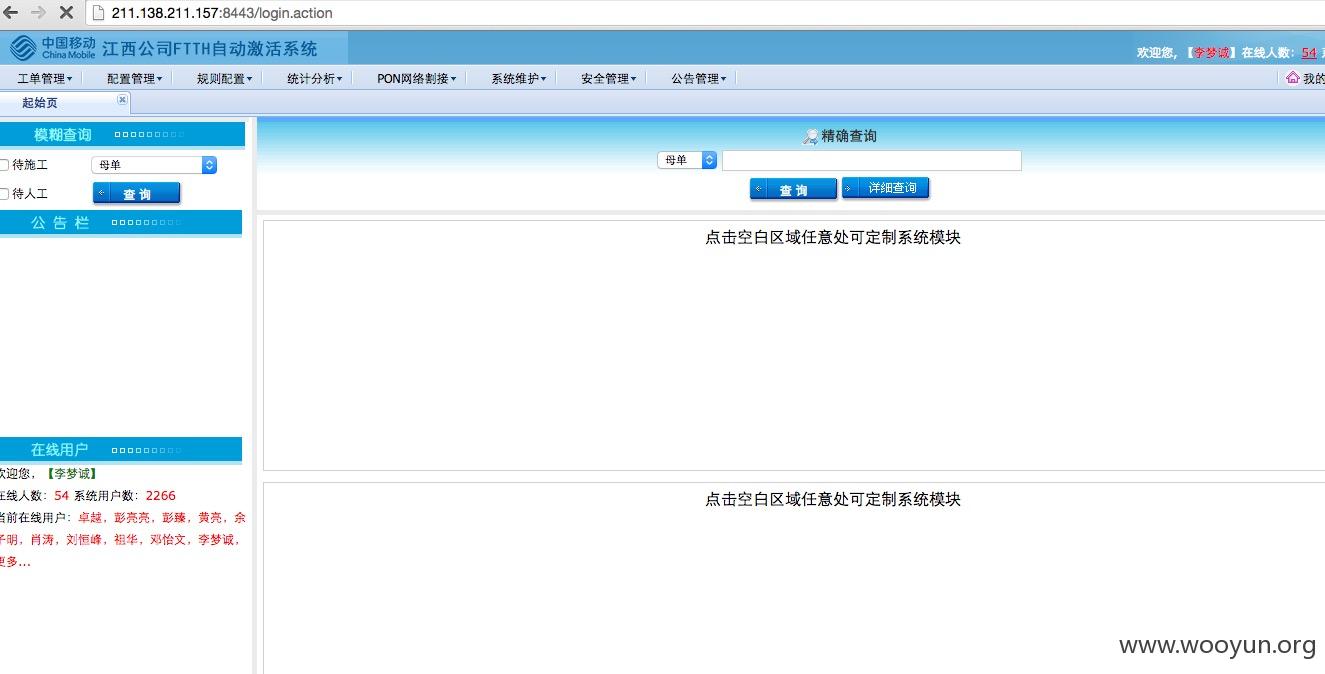 211.138.211.157:8443/login.action
中国移动
China Mobile
江西公司FTTH自动激活系统
欢迎您，【李梦诚】在线人数：54
工单管理 配置管理 规则配置 统计分析 PON网络割接 系统维护 安全管理 公告管理 我的
起始页
模糊查询
待施工 母单
待人工 查询
公告栏
精确查询
母单
查询 详细查询
点击空白区域任意处可定制系统模块
在线用户
欢迎您，【李梦诚】
在线人数：54 系统用户数：2266
当前在线用户：卓越，彭亮亮，彭臻，黄亮，余
子明，肖涛，刘恒峰，祖华，邓怡文，李梦诚，
更多...
点击空白区域任意处可定制系统模块
www.wooyun.org